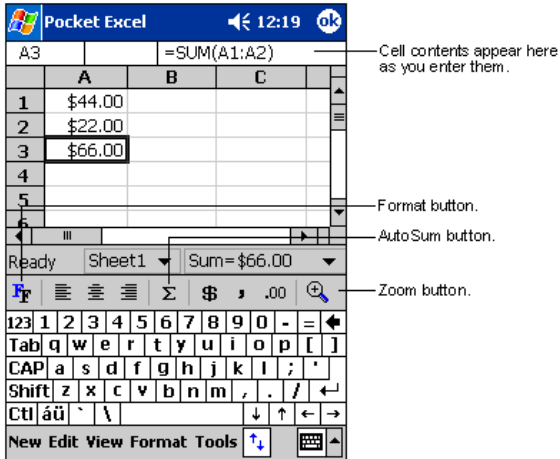 Pocket Excel 12:19 ok
A3 =SUM(A1:A2)
Cell contents appear here
as you enter them.
A B C
1 $44.00
2 $22.00
3 $66.00
4
5
6
Format button.
AutoSum button.
Ready Sheet1 Sum=$66.00
FF Σ $ , .00
Zoom button.
123 1 2 3 4 5 6 7 8 9 0 - =
Tab q w e r t y u i o p [ ]
CAP a s d f g h j k l ; '
Shift z x c v b n m , . /
Ctl áü ` \
New Edit View Format Tools